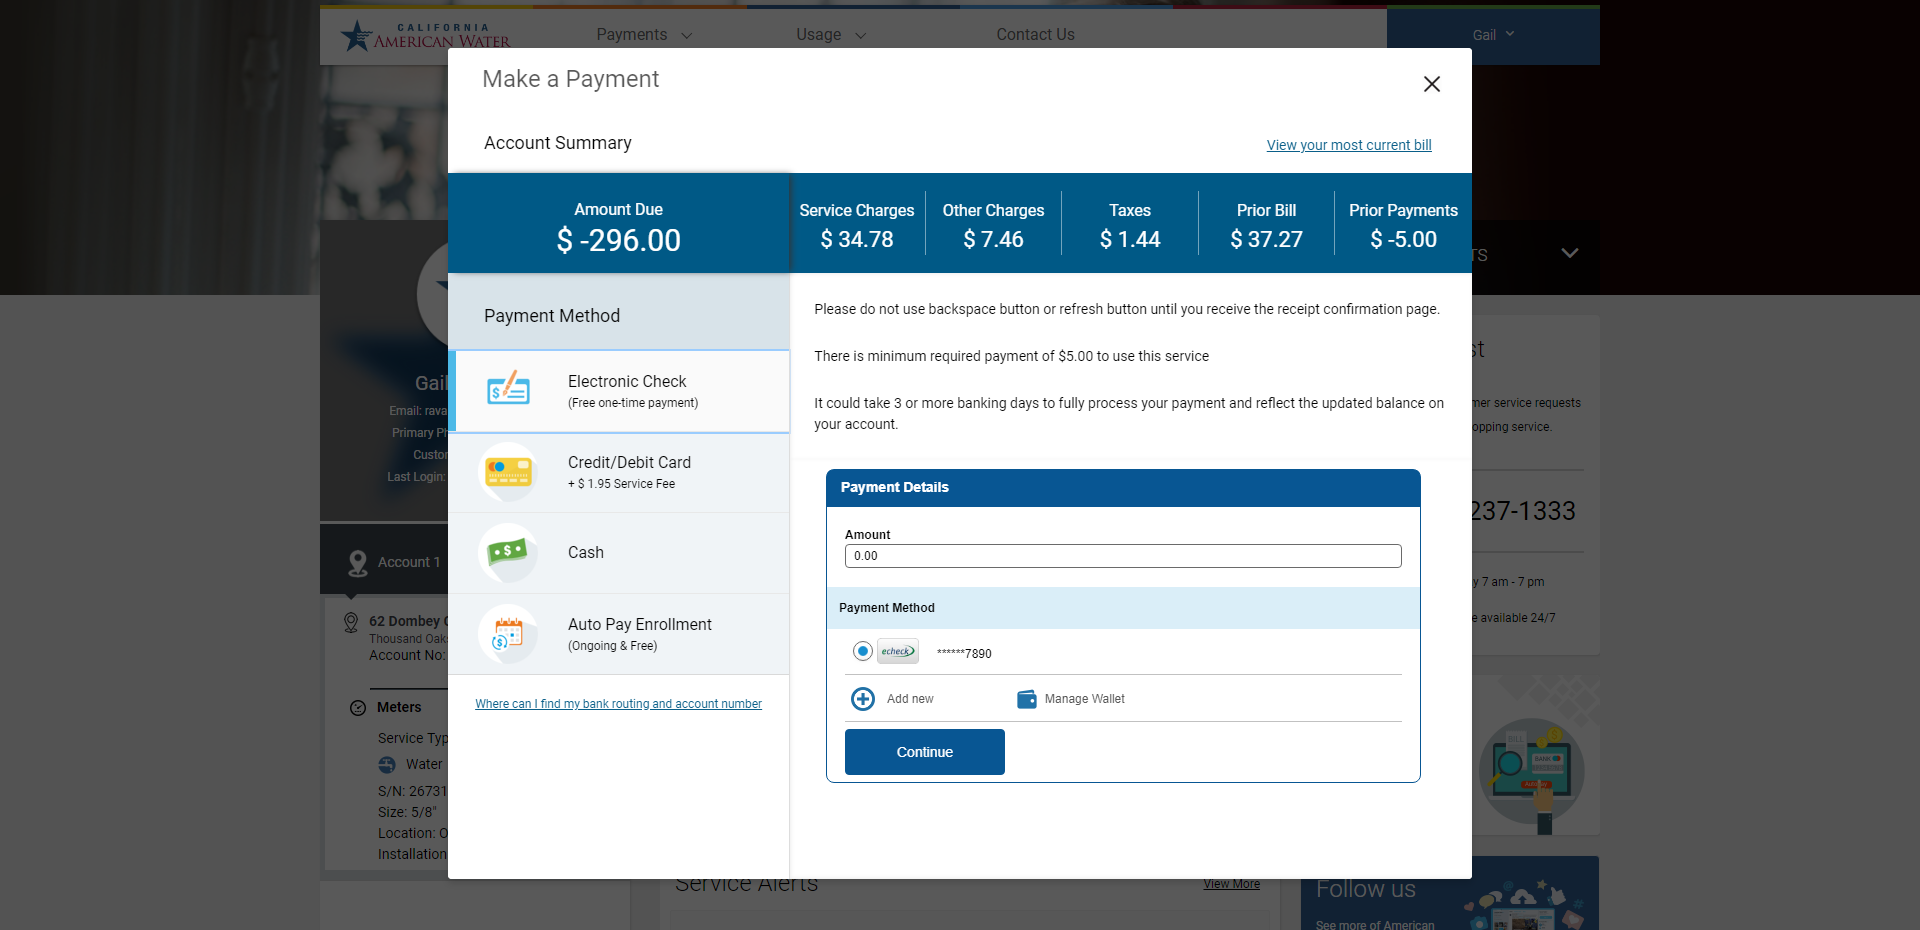 CALIFORNIA
AMERICAN WATER
Payments
Usage
Contact Us
Gail
Make a Payment
Account Summary
View your most current bill
Amount Due
$ -296.00
Service Charges
$ 34.78
Other Charges
$ 7.46
Taxes
$ 1.44
Prior Bill
$ 37.27
Prior Payments
$ -5.00
TS
Payment Method
Electronic Check
(Free one-time payment)
Credit/Debit Card
+ $ 1.95 Service Fee
Cash
Auto Pay Enrollment
(Ongoing & Free)
Where can I find my bank routing and account number
Please do not use backspace button or refresh button until you receive the receipt confirmation page.
There is minimum required payment of $5.00 to use this service
It could take 3 or more banking days to fully process your payment and reflect the updated balance on
your account.
Payment Details
Amount
0.00
Payment Method
echeck
******7890
Add new
Manage Wallet
Continue
Gail
Email: rava
Primary Ph
Custor
Last Login:
Account 1
62 Dombey C
Thousand Oak
Account No:
Meters
Service Typ
Water
S/N: 26731
Size: 5/8"
Location: O
Installation
st
mer service requests
opping service.
237-1333
y 7 am - 7 pm
e available 24/7
BILL
BANK
Service Alerts
View More
Follow us
See more of American